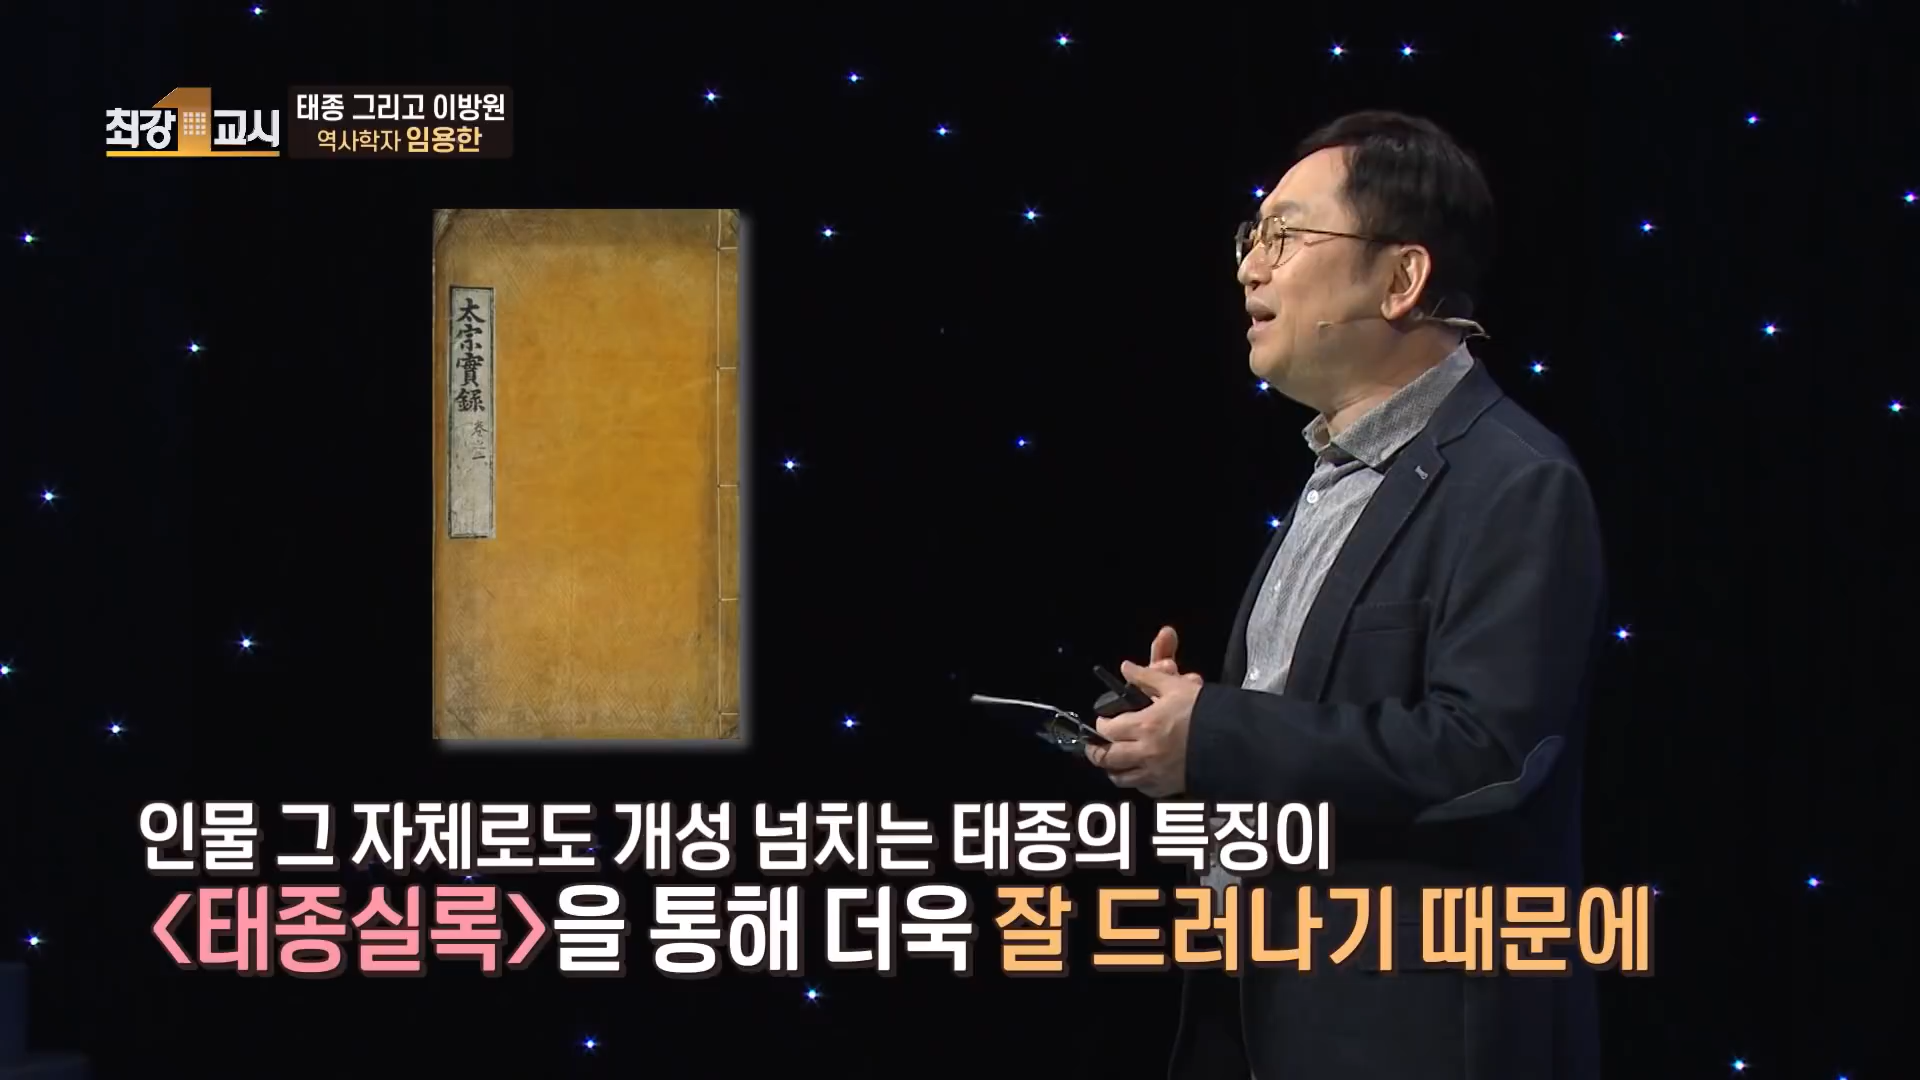 최강1교시
태종 그리고 이방원
역사학자 임용한
太宗實錄
인물 그 자체로도 개성 넘치는 태종의 특징이
<태종실록>을 통해 더욱 잘 드러나기 때문에